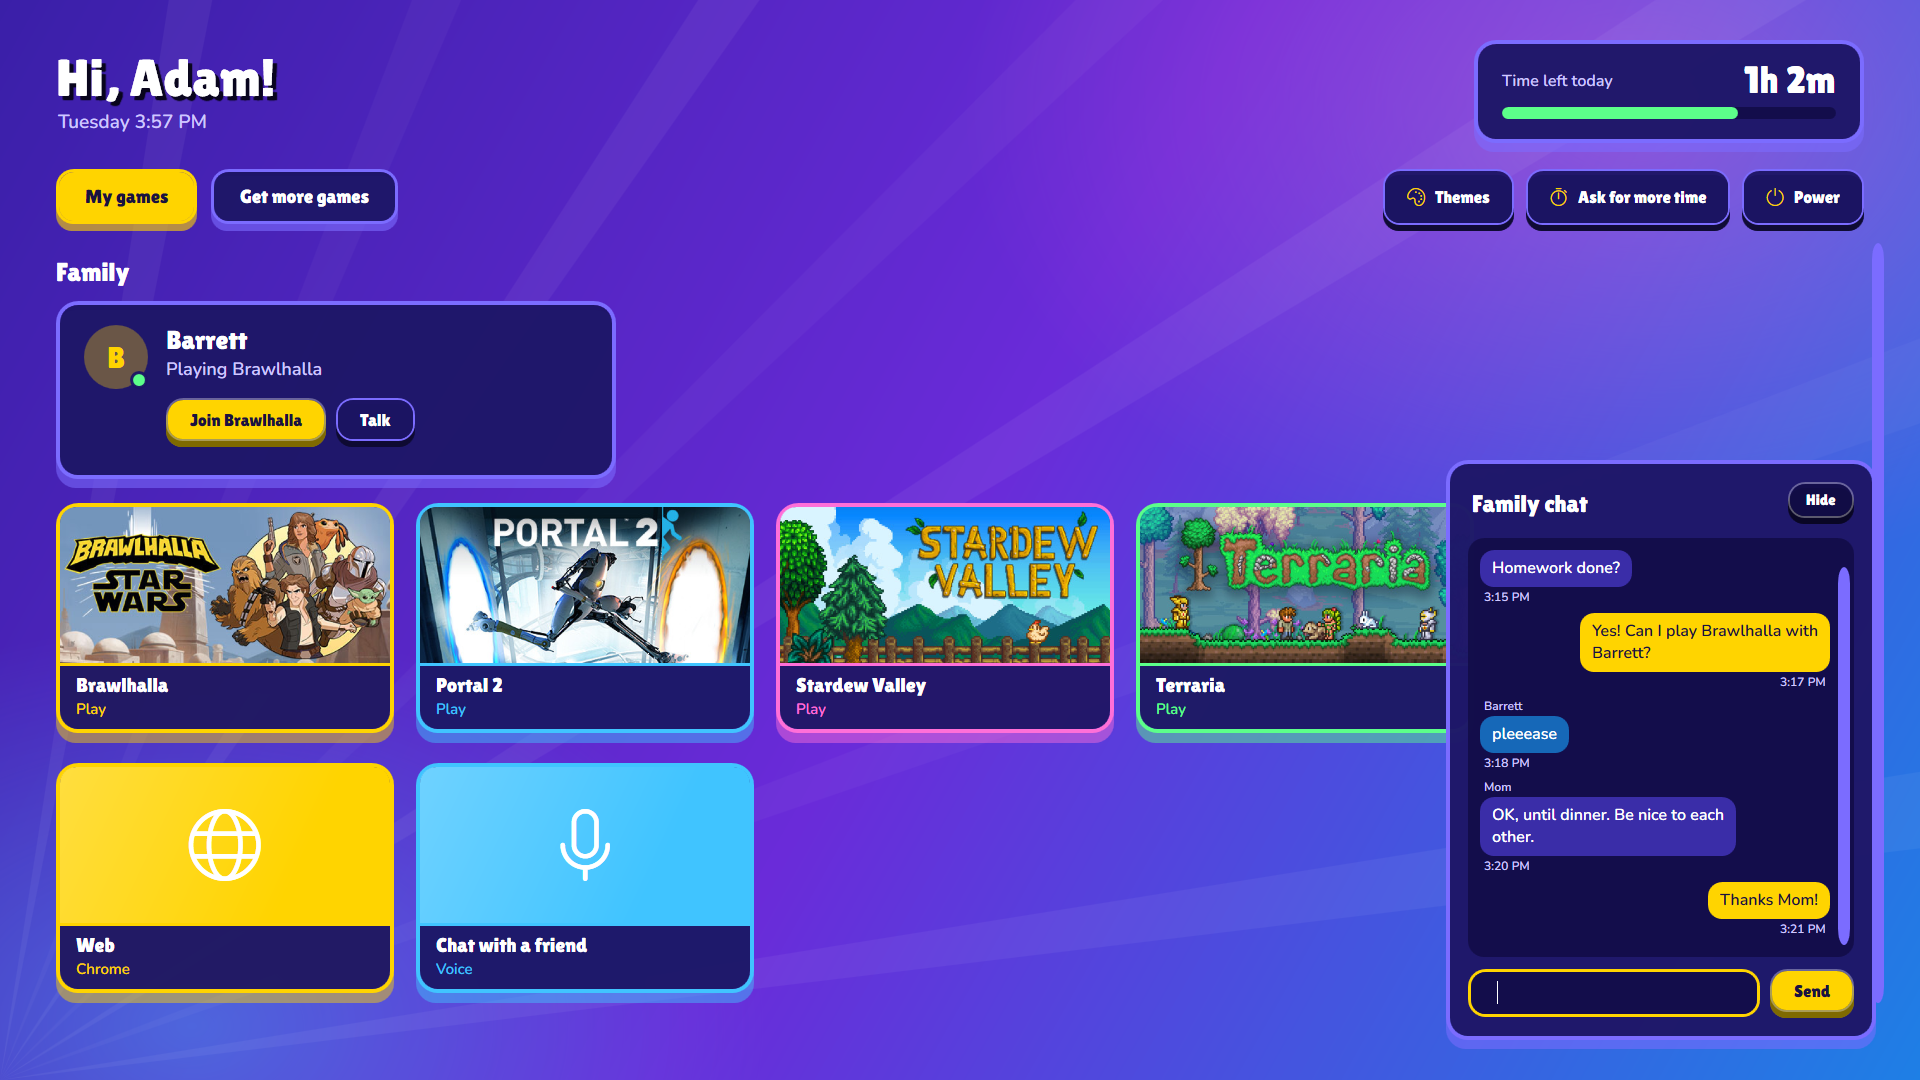 Hi, Adam!
Tuesday 3:57 PM
Time left today
1h 2m
My games
Get more games
Themes
Ask for more time
Power
Family
B
Barrett
Playing Brawlhalla
Join Brawlhalla
Talk
BRAWLHALLA
STAR
WARS
Brawlhalla
Play
PORTAL 2
Portal 2
Play
STARDEW
VALLEY
Stardew Valley
Play
Terraria
Terraria
Play
Web
Chrome
Chat with a friend
Voice
Family chat
Hide
Homework done?
3:15 PM
Yes! Can I play Brawlhalla with
Barrett?
3:17 PM
Barrett
pleeease
3:18 PM
Mom
OK, until dinner. Be nice to each
other.
3:20 PM
Thanks Mom!
3:21 PM
Send